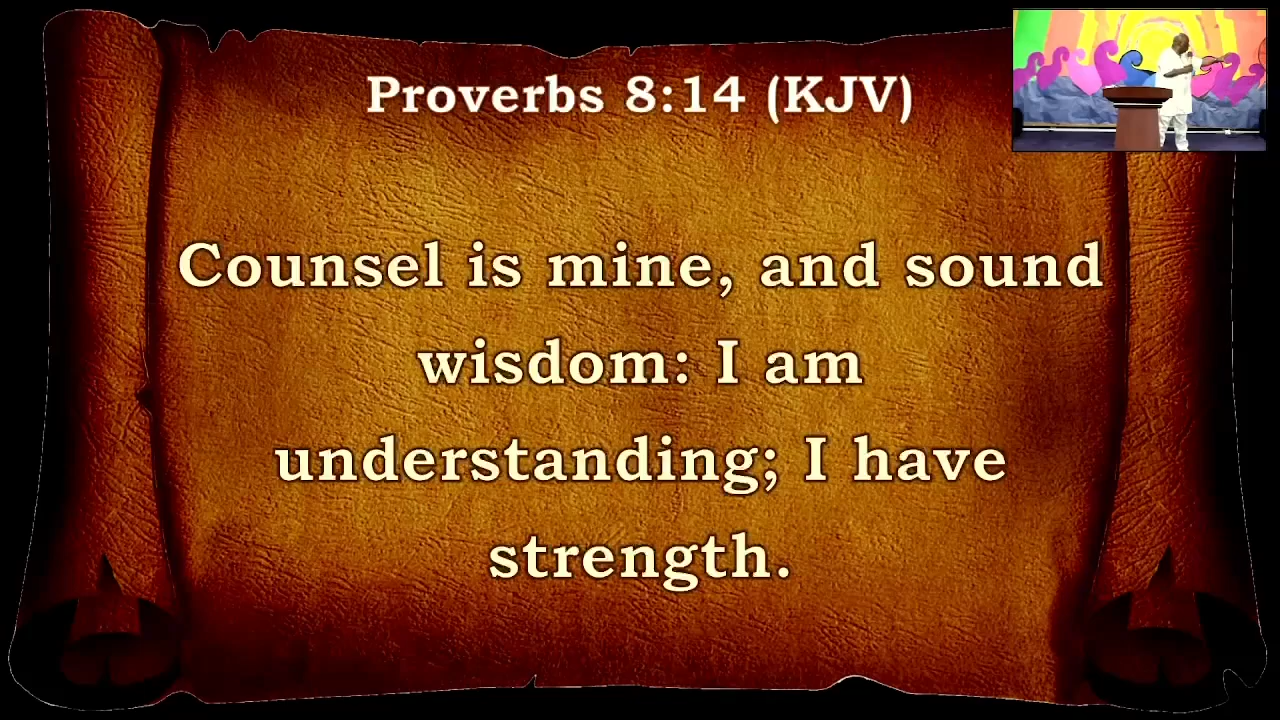 Proverbs 8:14 (KJV)
Counsel is mine, and sound
wisdom: I am
understanding; I have
strength.